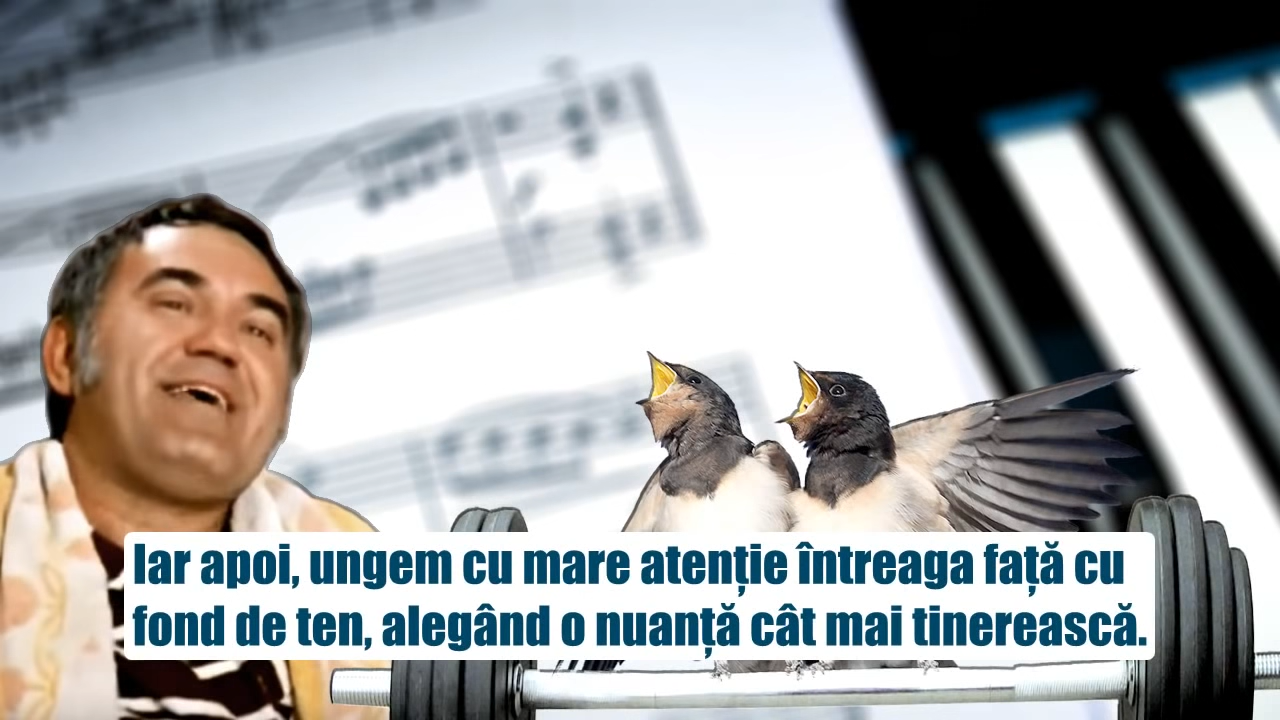 Iar apoi, ungem cu mare atenție întreaga față cu
fond de ten, alegând o nuanță cât mai tinerească.